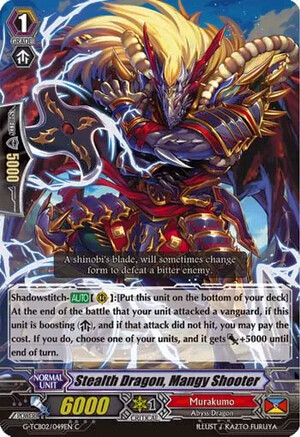 1
GRADE
5000
A shinobi's blade, will sometimes change
form to defeat a bitter enemy.
Shadowstitch-AUTO[ ]:[Put this unit on the bottom of your deck]
At the end of the battle that your unit attacked a vanguard, if this
unit is boosting ( ), and if that attack did not hit, you may pay the
cost. If you do, choose one of your units, and it gets +5000 until
end of turn.
NORMAL
UNIT
Stealth Dragon, Mangy Shooter
POWER
6000
1
CRITICAL
Murakumo
Abyss Dragon
G-TCB02/049EN C
ILLUST / KAZTO FURUYA